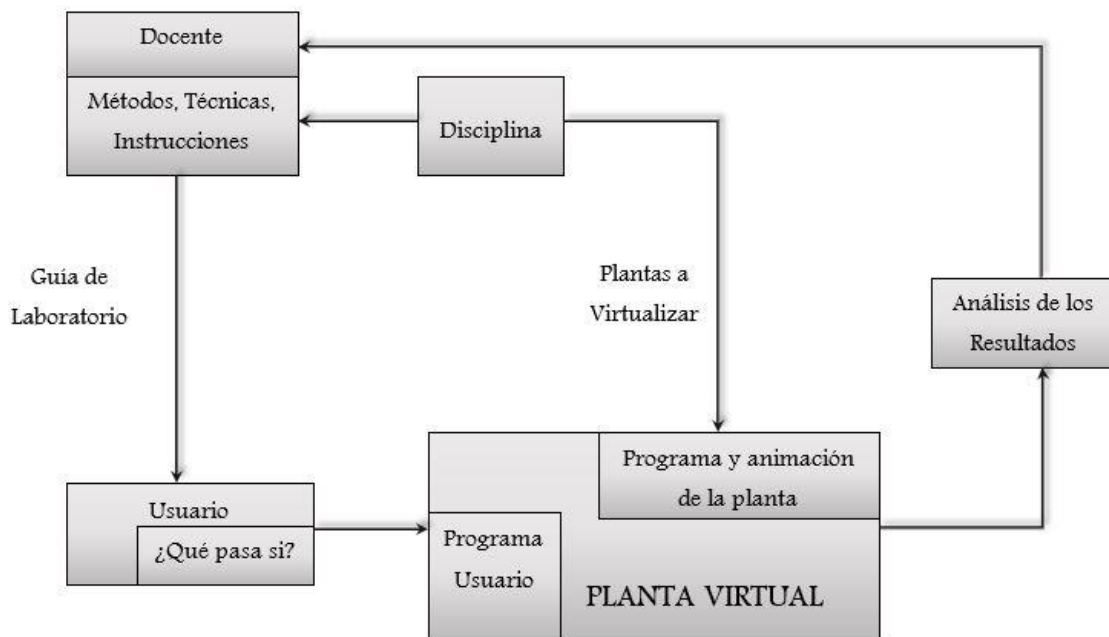 Docente
Métodos, Técnicas,
Instrucciones
Disciplina
Guía de
Laboratorio
Plantas a
Virtualizar
Análisis de los
Resultados
Usuario
¿Qué pasa si?
Programa y animación
de la planta
Programa
Usuario
PLANTA VIRTUAL